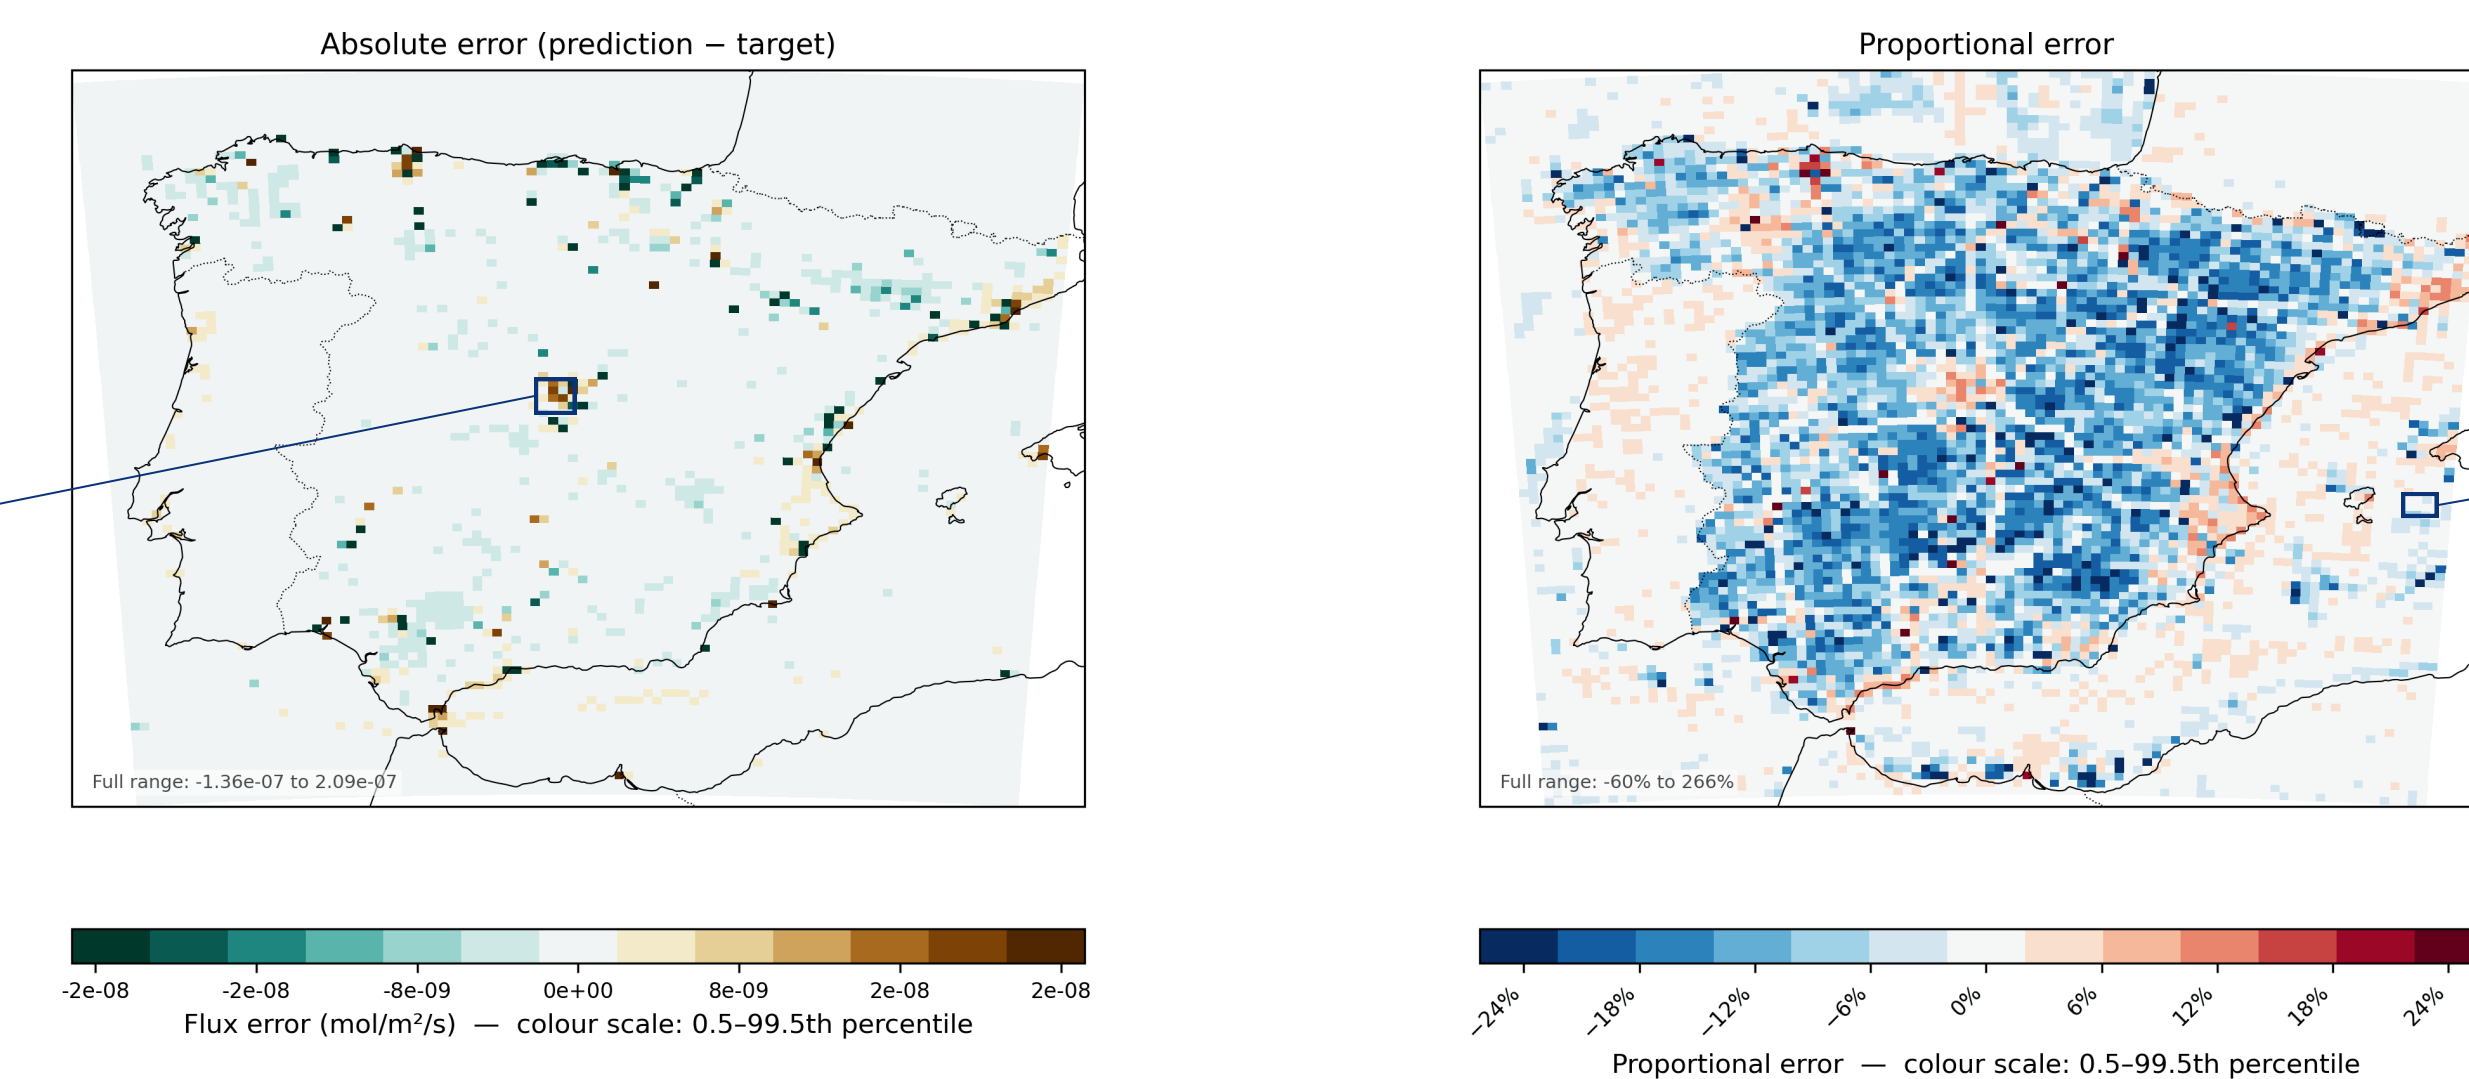 Absolute error (prediction − target)
Proportional error
Full range: -1.36e-07 to 2.09e-07
Full range: -60% to 266%
-2e-08
-2e-08
-8e-09
0e+00
8e-09
2e-08
2e-08
Flux error (mol/m²/s) — colour scale: 0.5–99.5th percentile
−24%
−18%
−12%
−6%
0%
6%
12%
18%
24%
Proportional error — colour scale: 0.5–99.5th percentile